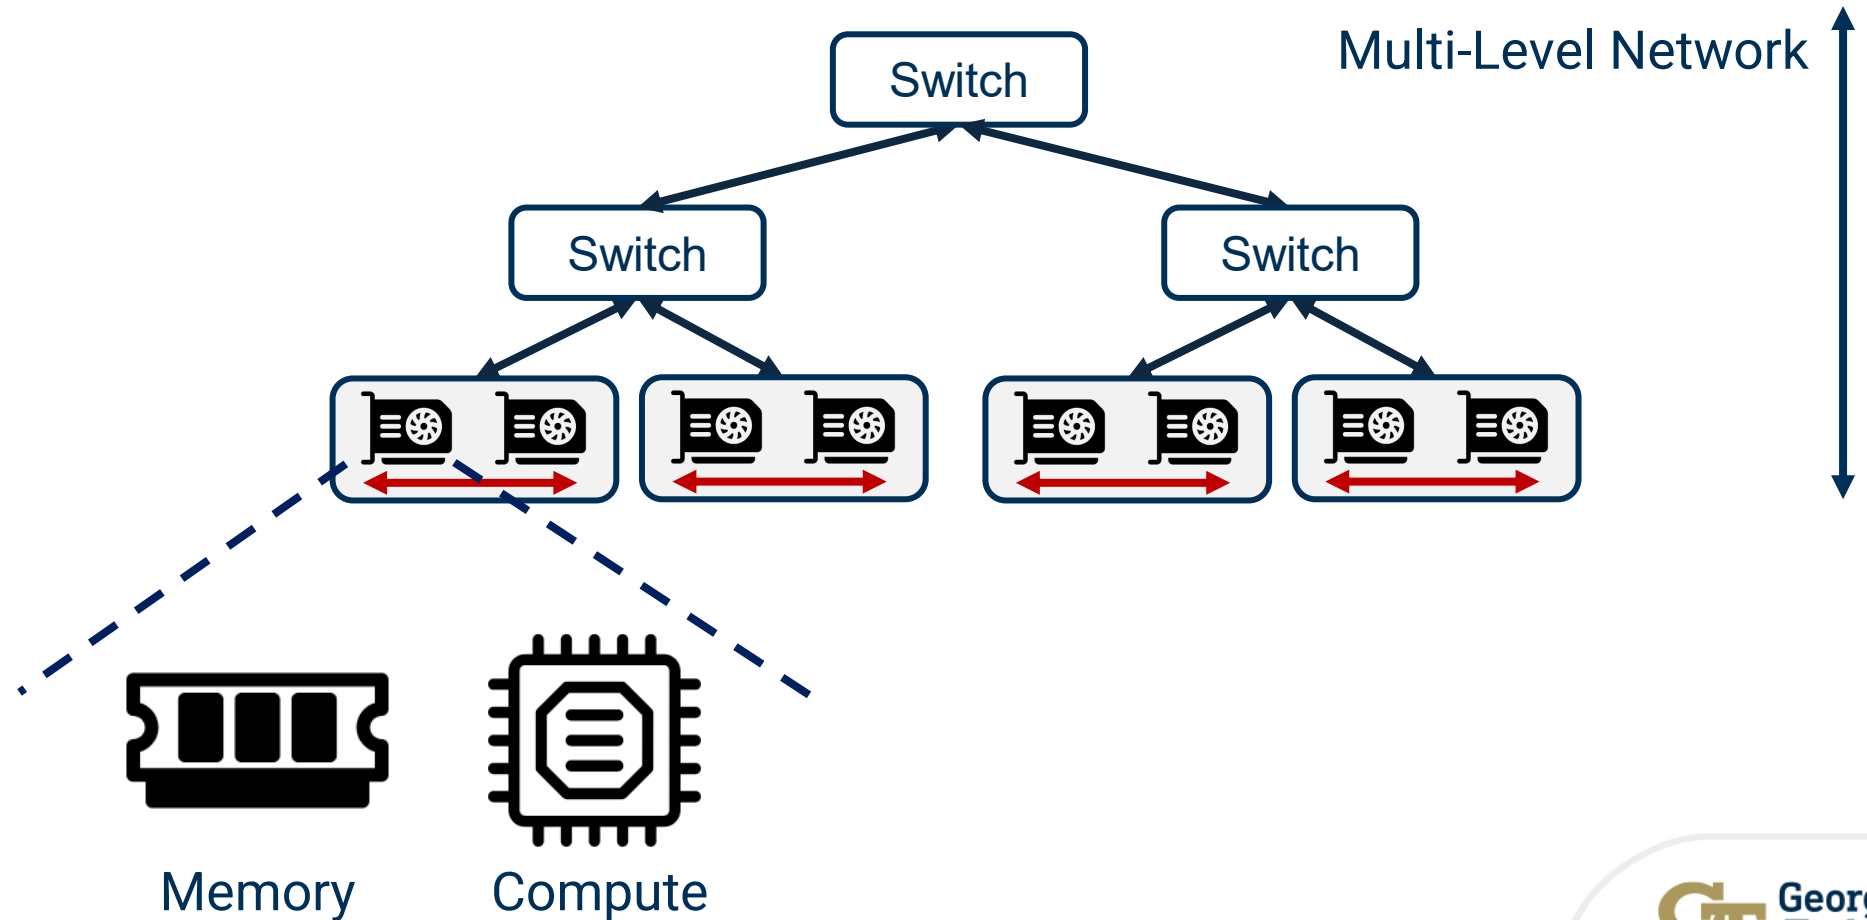 Multi-Level Network
Switch
Switch
Switch
Memory
Compute